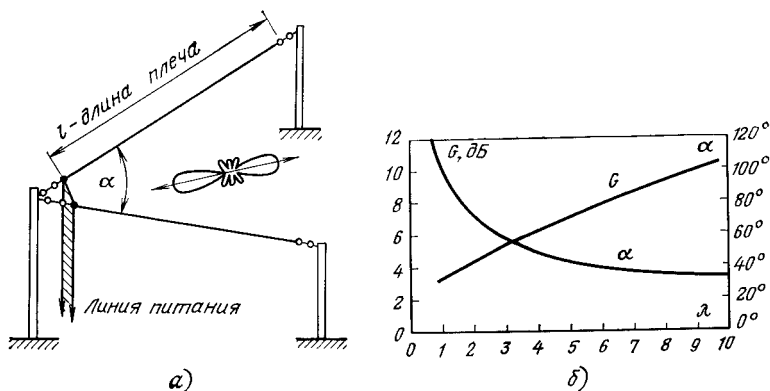 l - длина плеча
α
Линия питания
а)
12
10
8
6
4
2
0
G, дБ
G
α
α
λ
0 1 2 3 4 5 6 7 8 9 10
120°
100°
80°
60°
40°
20°
0°
б)